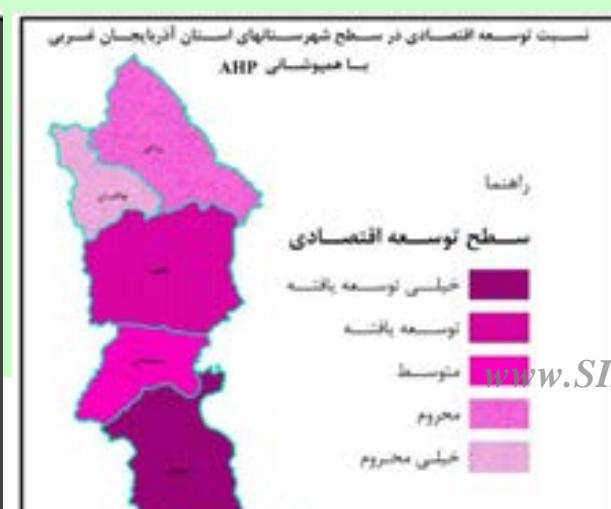 نسبت توسعه اقتصادی در سطح شهرستانهای استان آذربایجان غربی
با همپوشانی AHP
راهنما
سطح توسعه اقتصادی
خیلی توسعه یافته
توسعه یافته
متوسط
محروم
خیلی محروم
www.SI